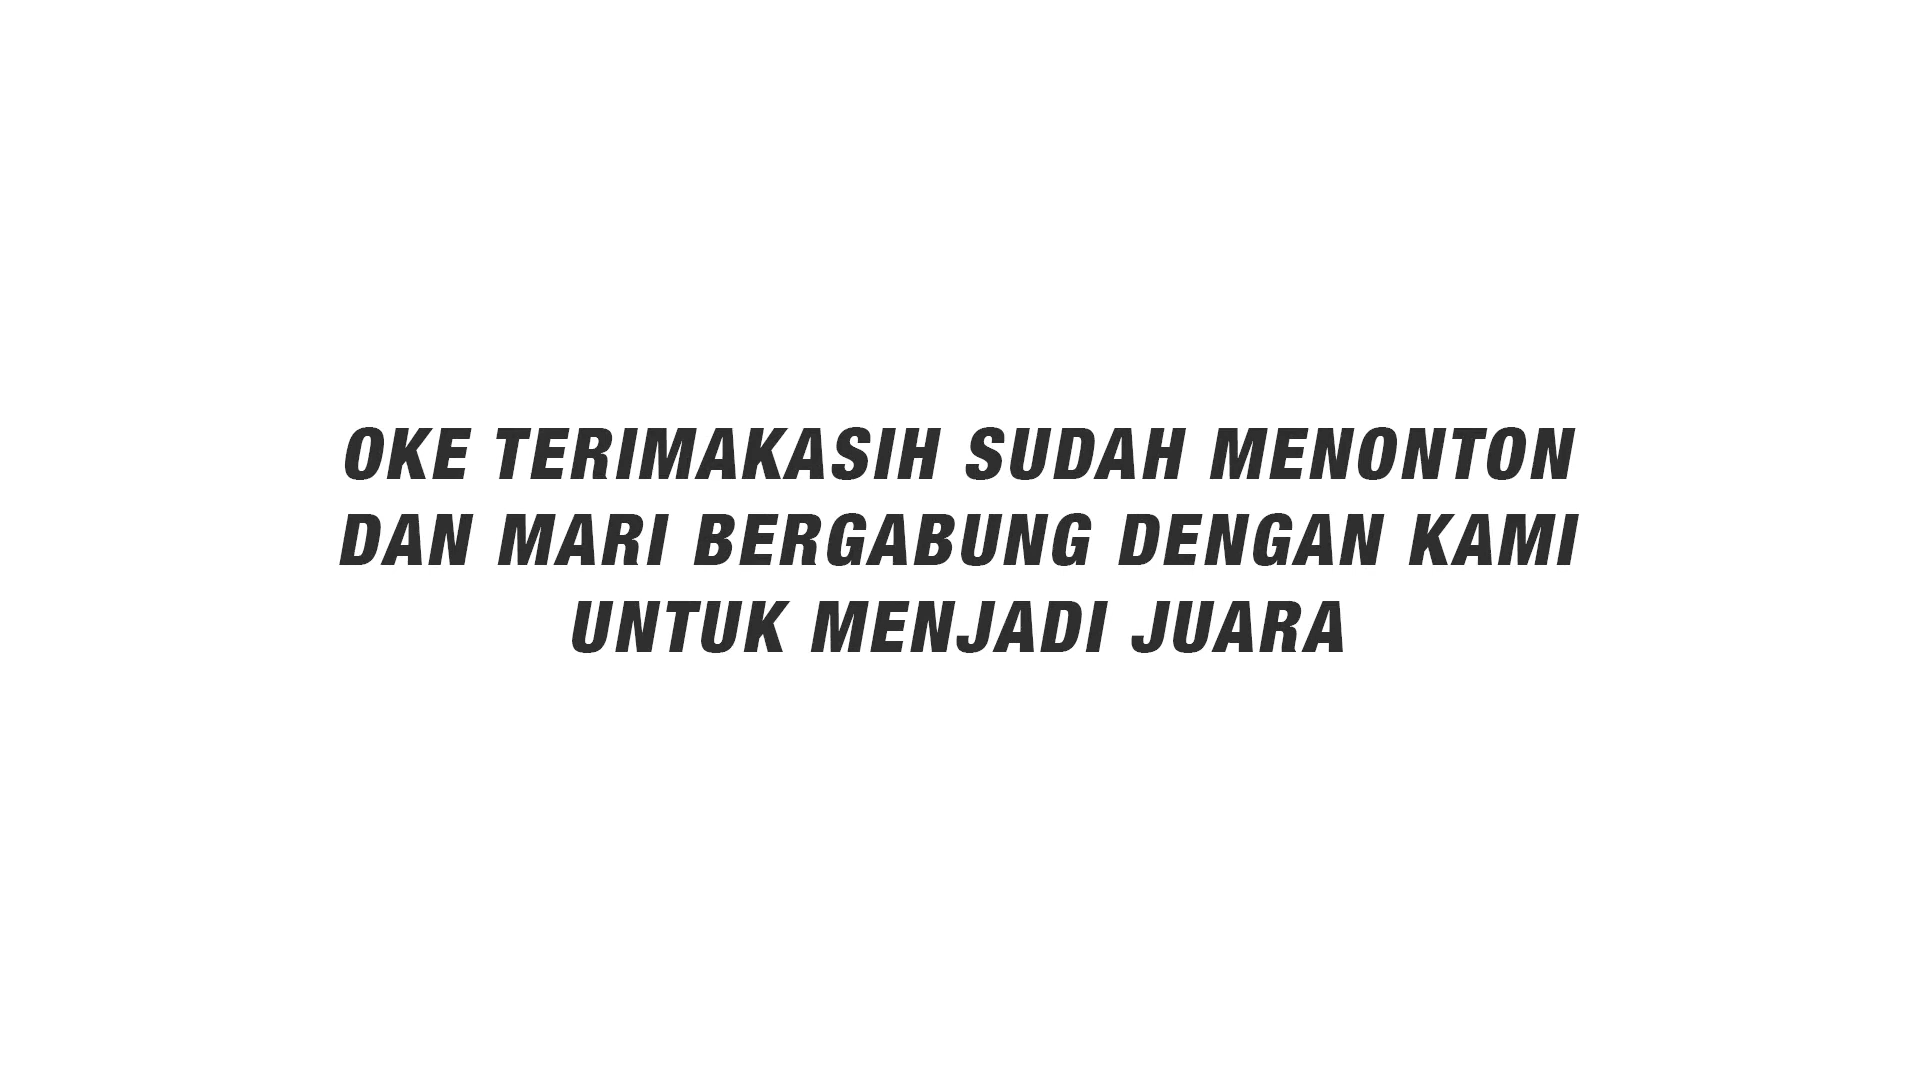 OKE TERIMAKASIH SUDAH MENONTON
DAN MARI BERGABUNG DENGAN KAMI
UNTUK MENJADI JUARA